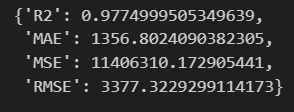 {'R2': 0.9774999505349639,
'MAE': 1356.8024090382305,
'MSE': 11406310.172905441,
'RMSE': 3377.3229299114173}